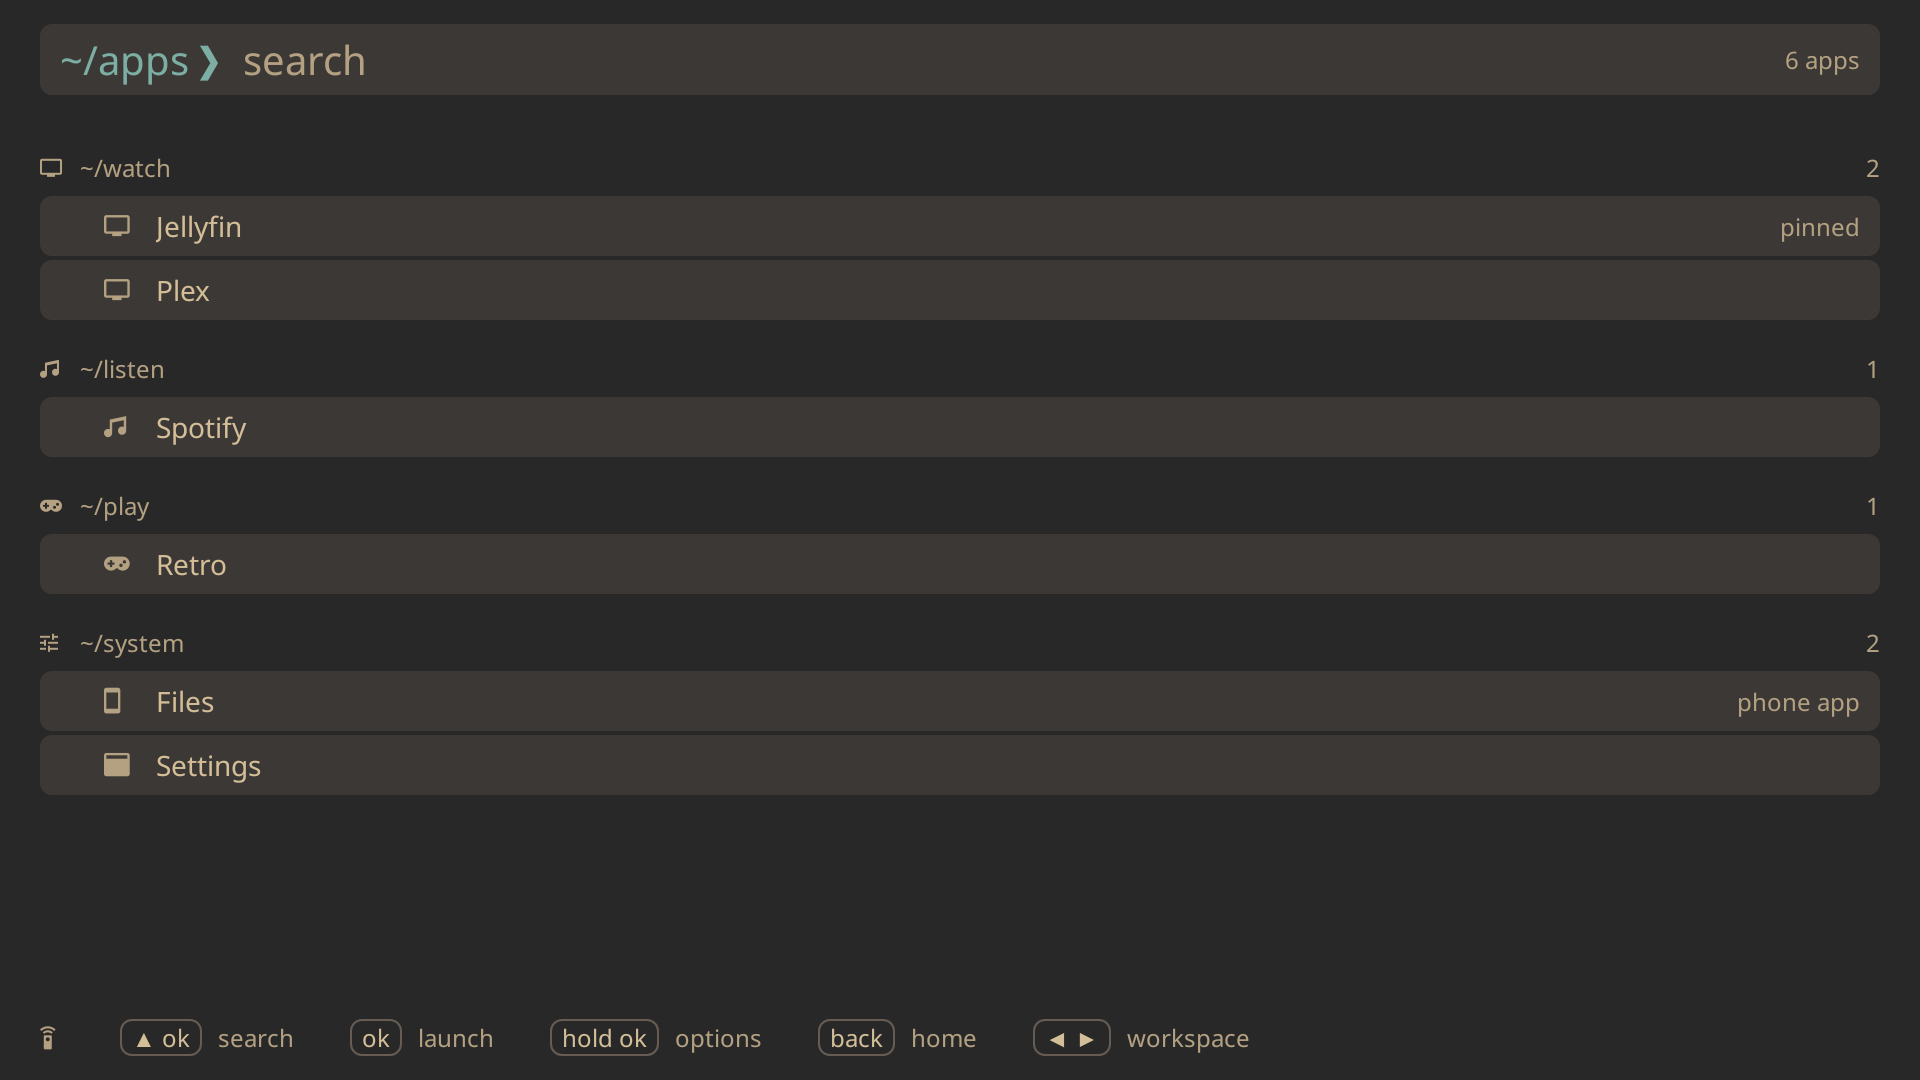 ~/apps❯ search 6 apps
~/watch 2
Jellyfin pinned
Plex
~/listen 1
Spotify
~/play 1
Retro
~/system 2
Files phone app
Settings
▲ ok search ok launch hold ok options back home ◀ ▶ workspace